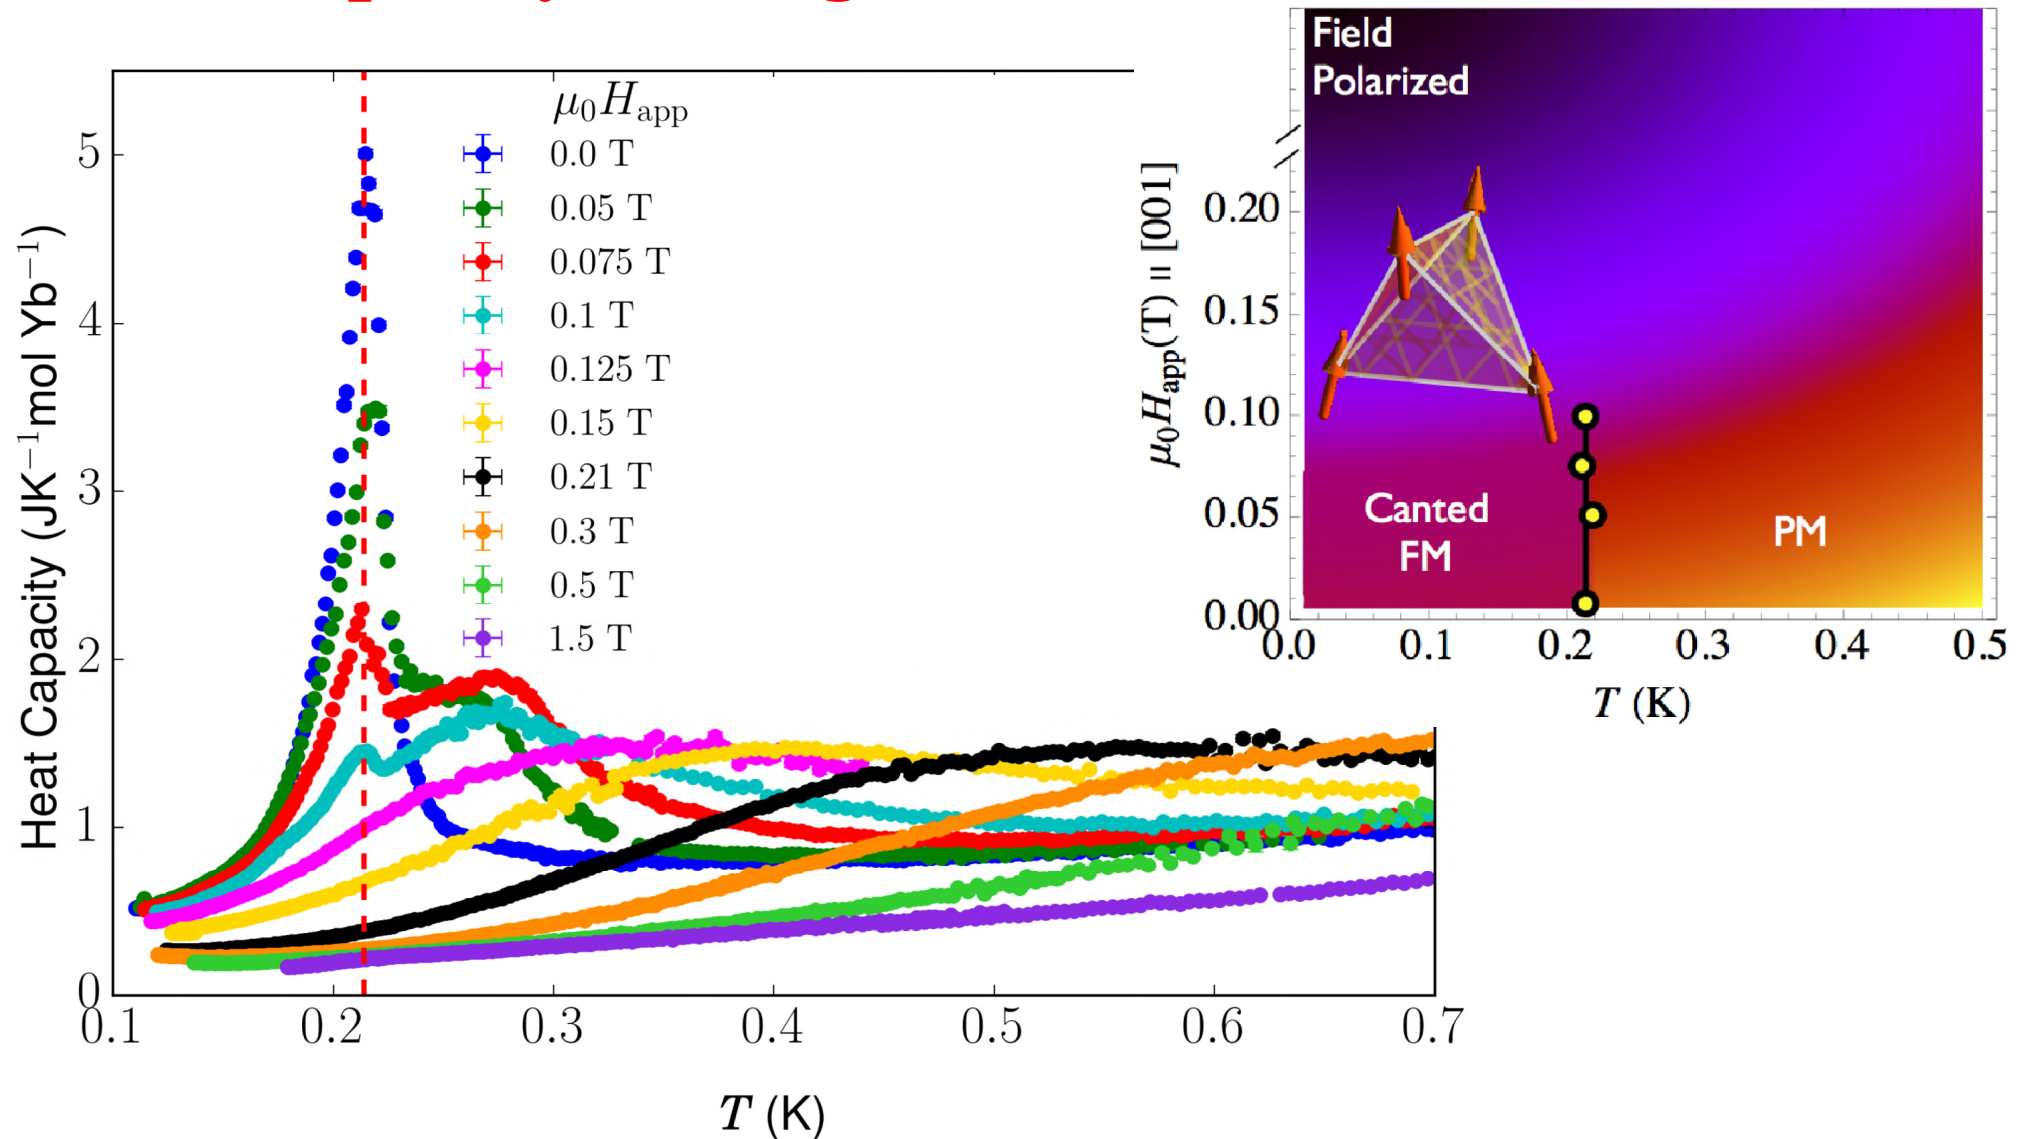 Heat Capacity (JK⁻¹mol Yb⁻¹)
5
4
3
2
1
0
0.1 0.2 0.3 0.4 0.5 0.6 0.7
T (K)
μ₀H_app
0.0 T
0.05 T
0.075 T
0.1 T
0.125 T
0.15 T
0.21 T
0.3 T
0.5 T
1.5 T
μ₀H_app(T) II [001]
0.20
0.15
0.10
0.05
0.00
0.0 0.1 0.2 0.3 0.4 0.5
T (K)
Field
Polarized
Canted
FM
PM